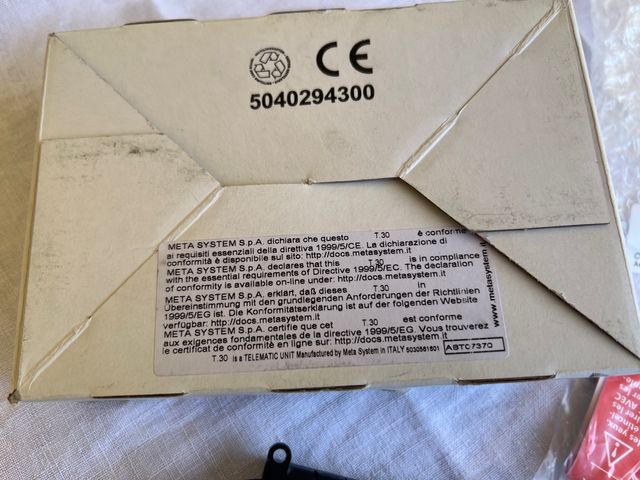 CE
5040294300
META SYSTEM S.p.A. dichiara che questo T.30 è conforme
ai requisiti essenziali della direttiva 1999/5/CE. La dichiarazione di
conformità è disponibile sul sito: http://docs.metasystem.it
META SYSTEM S.p.A. declares that this T.30 is in compliance
with the essential requirements of Directive 1999/5/EC. The declaration
of conformity is available on-line under: http://docs.metasystem.it
META SYSTEM S.p.A. erklärt, daß dieses T.30 in
Übereinstimmung mit den grundlegenden Anforderungen der Richtlinien
1999/5/EG ist. Die Konformitätserklärung ist auf der folgenden Website
verfügbar: http://docs.metasystem.it
META SYSTEM S.p.A. certifie que cet T.30 est conforme
aux exigences fondamentales de la directive 1999/5/EG. Vous trouverez
le certificat de conformité en ligne sur: http://docs.metasystem.it
T.30 is a TELEMATIC UNIT Manufactured by Meta System in ITALY 5030551601
www.metasystem.it
les yeux.
AVEC